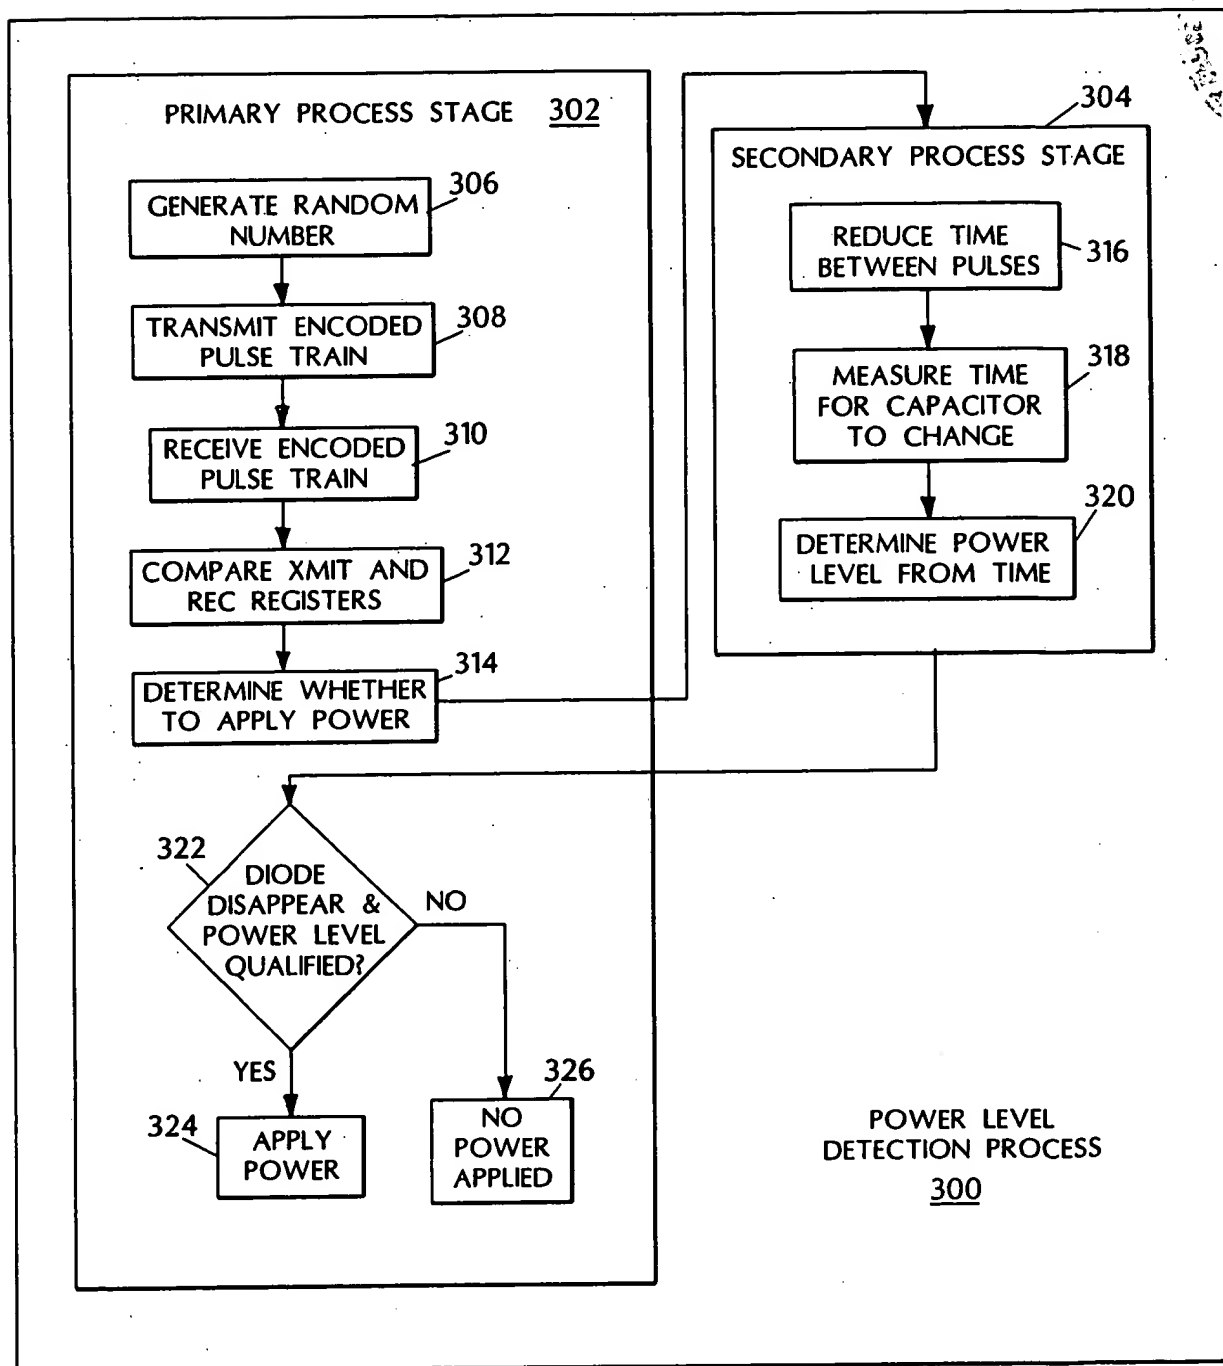 PRIMARY PROCESS STAGE 302
306
GENERATE RANDOM
NUMBER
308
TRANSMIT ENCODED
PULSE TRAIN
310
RECEIVE ENCODED
PULSE TRAIN
312
COMPARE XMIT AND
REC REGISTERS
314
DETERMINE WHETHER
TO APPLY POWER
304
SECONDARY PROCESS STAGE
REDUCE TIME
BETWEEN PULSES
316
318
MEASURE TIME
FOR CAPACITOR
TO CHANGE
320
DETERMINE POWER
LEVEL FROM TIME
322
DIODE
DISAPPEAR &
POWER LEVEL
QUALIFIED?
NO
YES
324
APPLY
POWER
326
NO
POWER
APPLIED
POWER LEVEL
DETECTION PROCESS
300